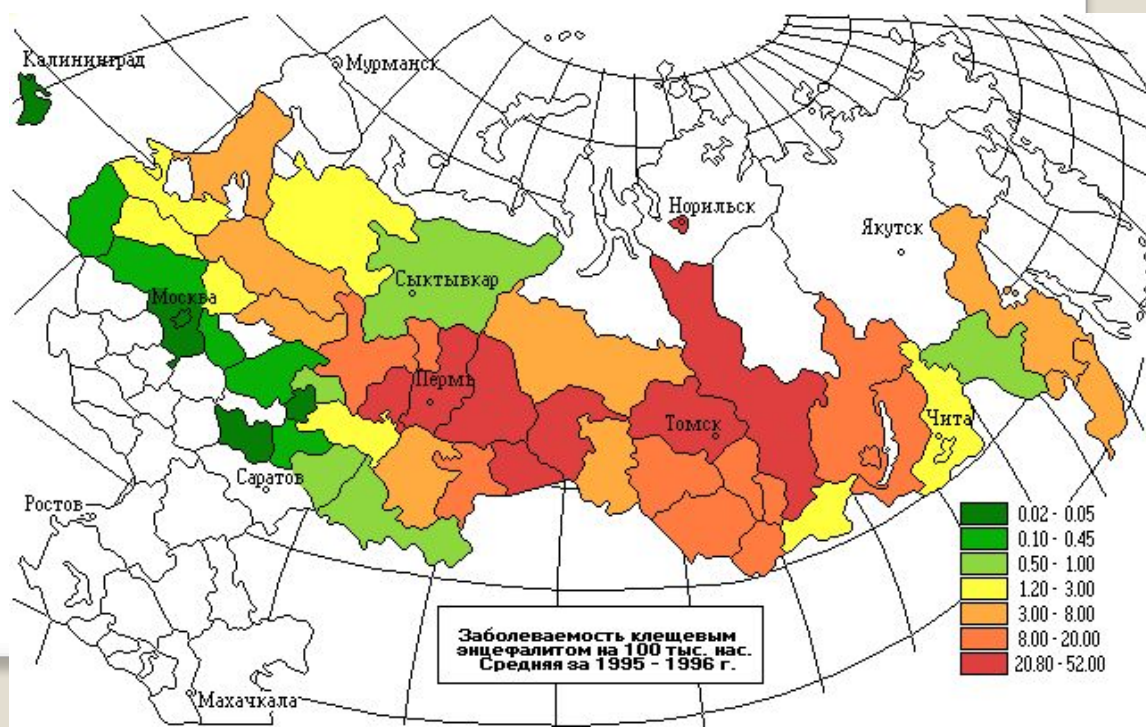 Калининград
Мурманск
Норильск
Якутск
Сыктывкар
Москва
Пермь
Томск
Чита
Саратов
Ростов
Махачкала
0.02 - 0.05
0.10 - 0.45
0.50 - 1.00
1.20 - 3.00
3.00 - 8.00
8.00 - 20.00
20.80 - 52.00
Заболеваемость клещевым
энцефалитом на 100 тыс. нас.
Средняя за 1995 - 1996 г.